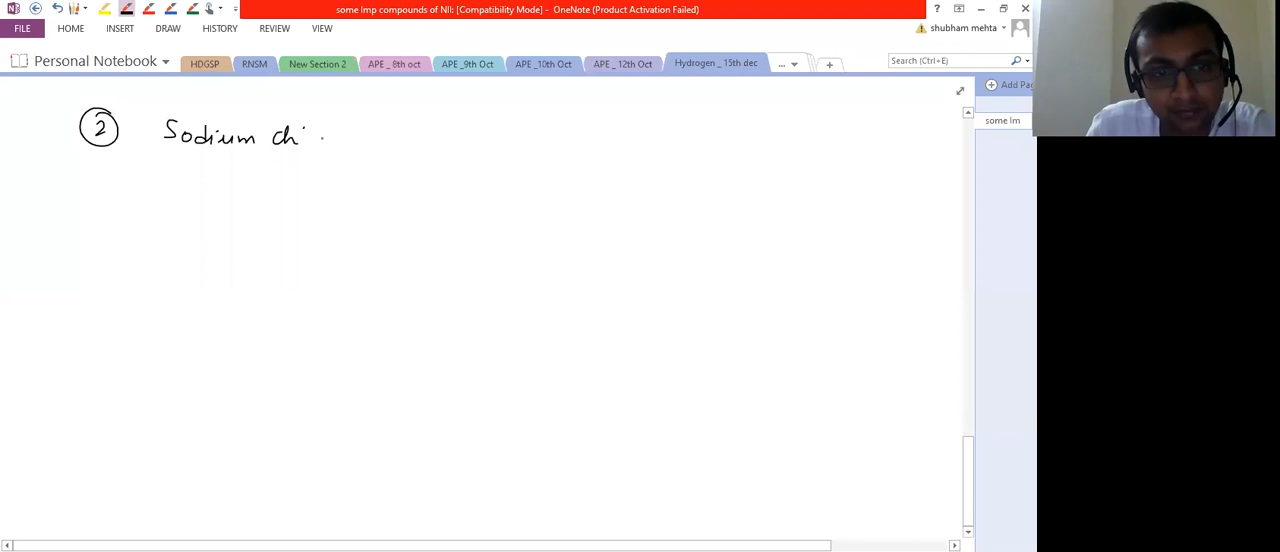 some Imp compounds of NII: [Compatibility Mode] - OneNote (Product Activation Failed)
?
FILE HOME INSERT DRAW HISTORY REVIEW VIEW
shubham mehta
Personal Notebook HDGSP RNSM New Section 2 APE _ 8th oct APE _9th Oct APE _10th Oct APE _ 12th Oct Hydrogen _ 15th dec ... +
Search (Ctrl+E)
Add Pag
some Im
2 Sodium ch